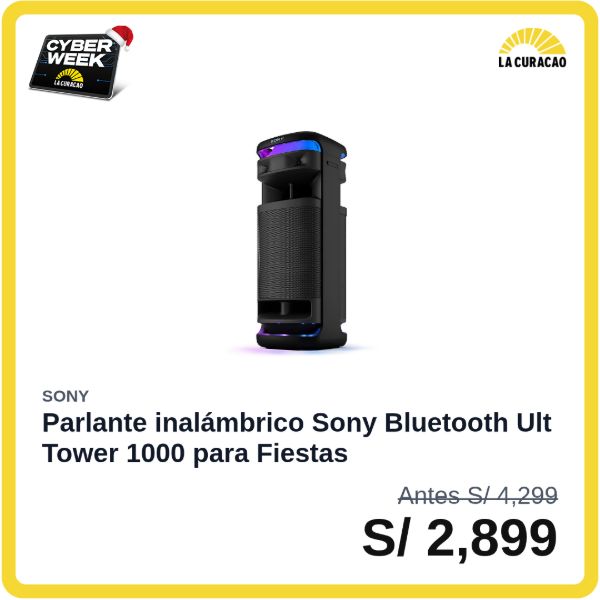 CYBER
WEEK
LA CURACAO
LA CURACAO
SONY
SONY
Parlante inalámbrico Sony Bluetooth Ult
Tower 1000 para Fiestas
Antes S/ 4,299
S/ 2,899